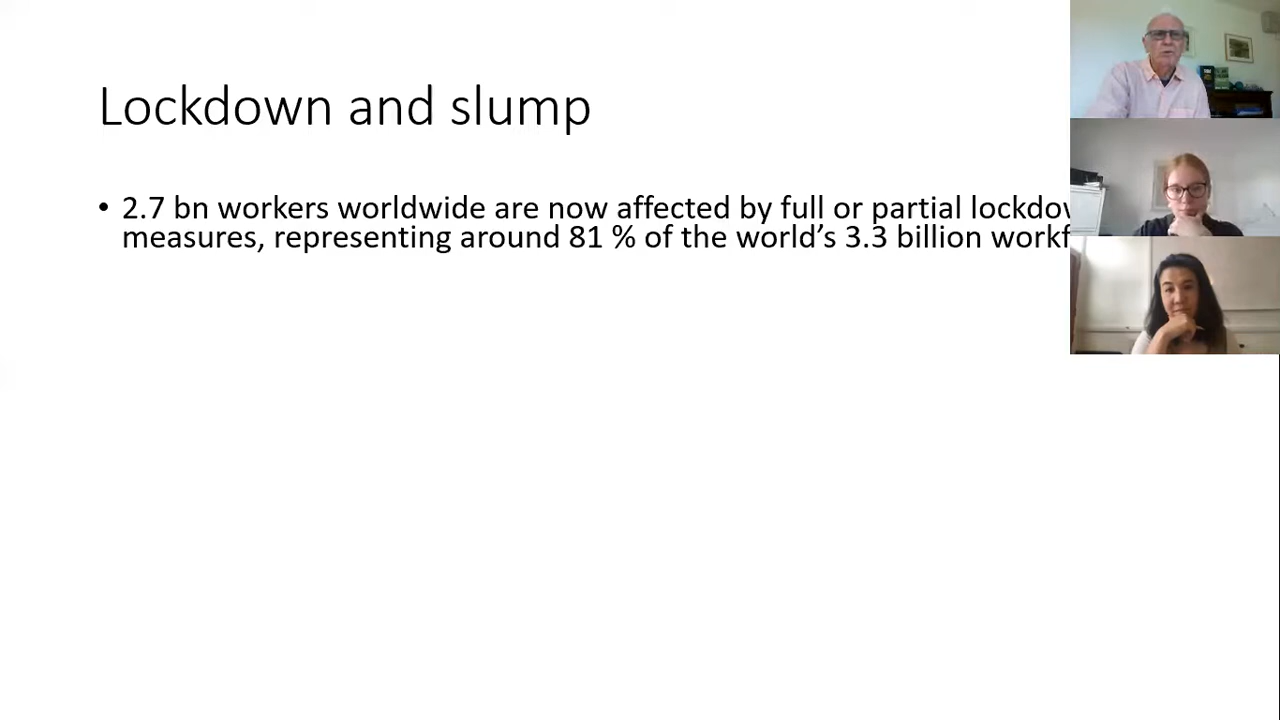 Lockdown and slump
• 2.7 bn workers worldwide are now affected by full or partial
measures, representing around 81 % of the world’s 3.3 billion